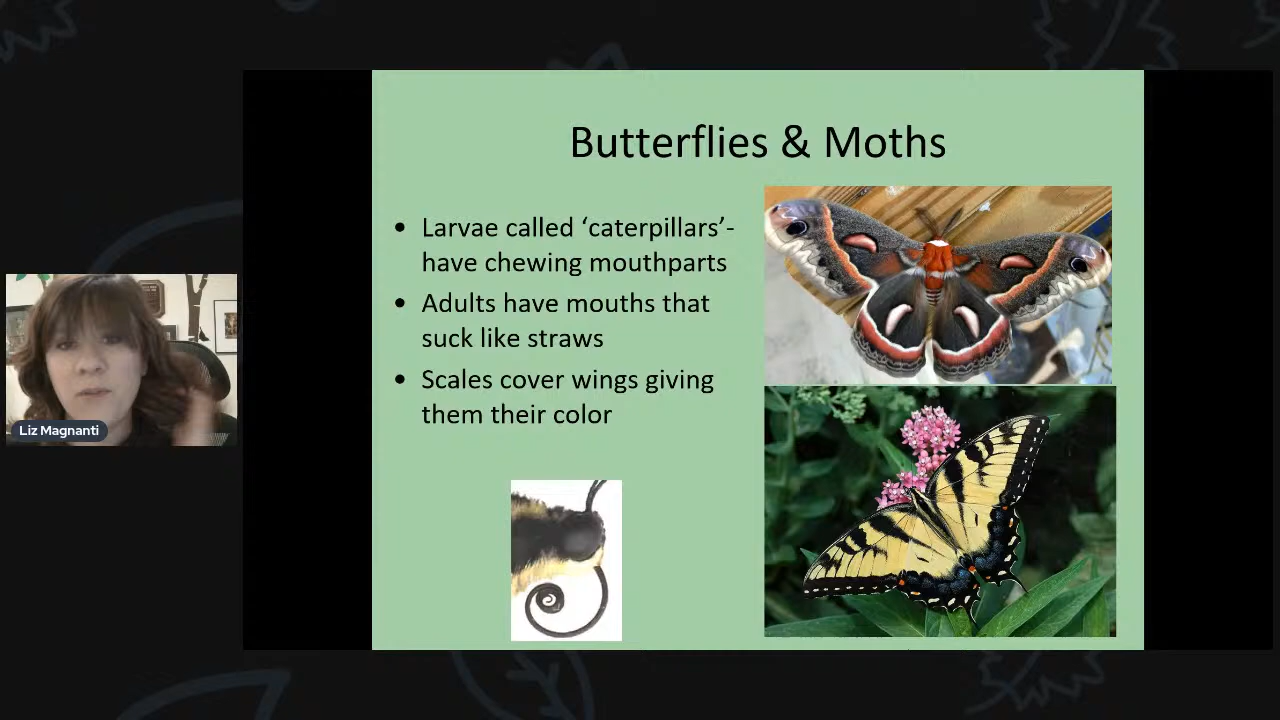 Butterflies & Moths
• Larvae called ‘caterpillars’-
have chewing mouthparts
• Adults have mouths that
suck like straws
• Scales cover wings giving
them their color
Liz Magnanti